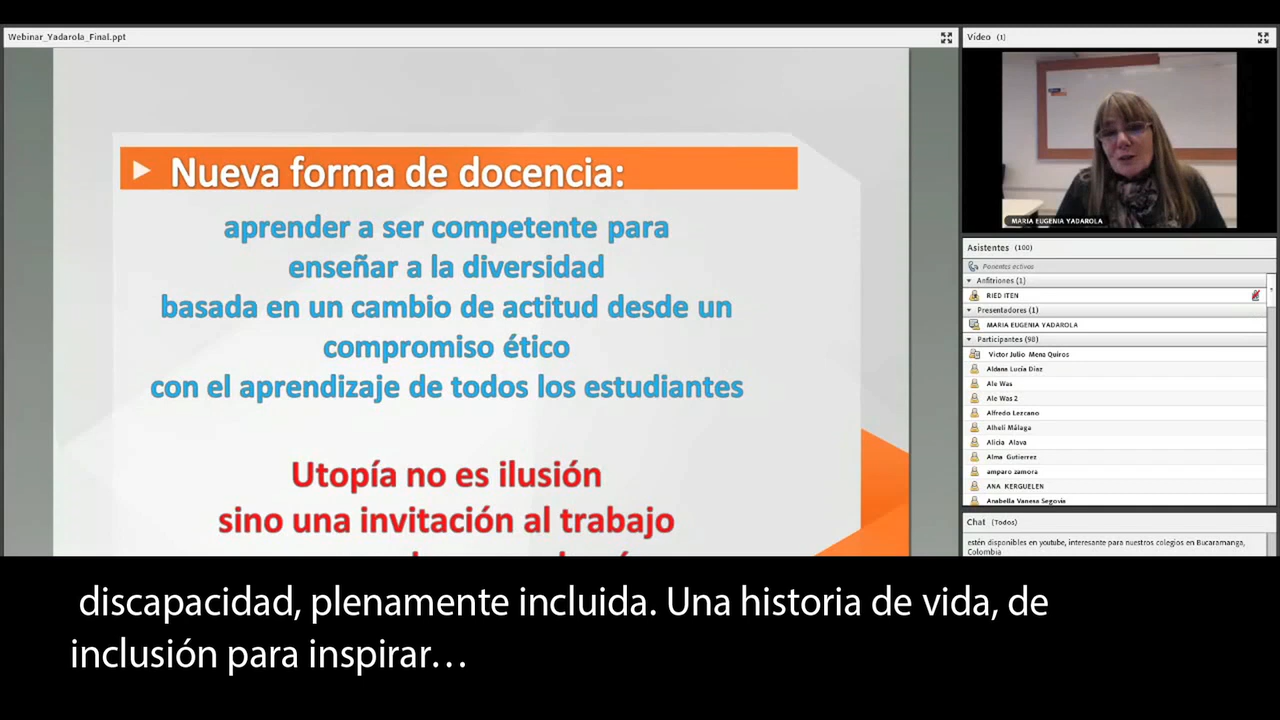 Webinar_Yadarola_Final.ppt
Nueva forma de docencia:
aprender a ser competente para
enseñar a la diversidad
basada en un cambio de actitud desde un
compromiso ético
con el aprendizaje de todos los estudiantes
Utopía no es ilusión
sino una invitación al trabajo
Vídeo (1)
MARIA EUGENIA YADAROLA
Asistentes (100)
Ponentes activos
Anfitriones (1)
RIED ITEN
Presentadores (1)
MARIA EUGENIA YADAROLA
Participantes (98)
Victor Julio Mena Quiros
Aldana Lucía Díaz
Ale Was
Ale Was 2
Alfredo Lezcano
Alhelí Málaga
Alicia Alava
Alma Gutierrez
amparo zamora
ANA KERGUELEN
Anabella Vanesa Segovia
Chat (Todos)
estén disponibles en youtube, interesante para nuestros colegios en Bucaramanga,
Colombia
discapacidad, plenamente incluida. Una historia de vida, de
inclusión para inspirar…